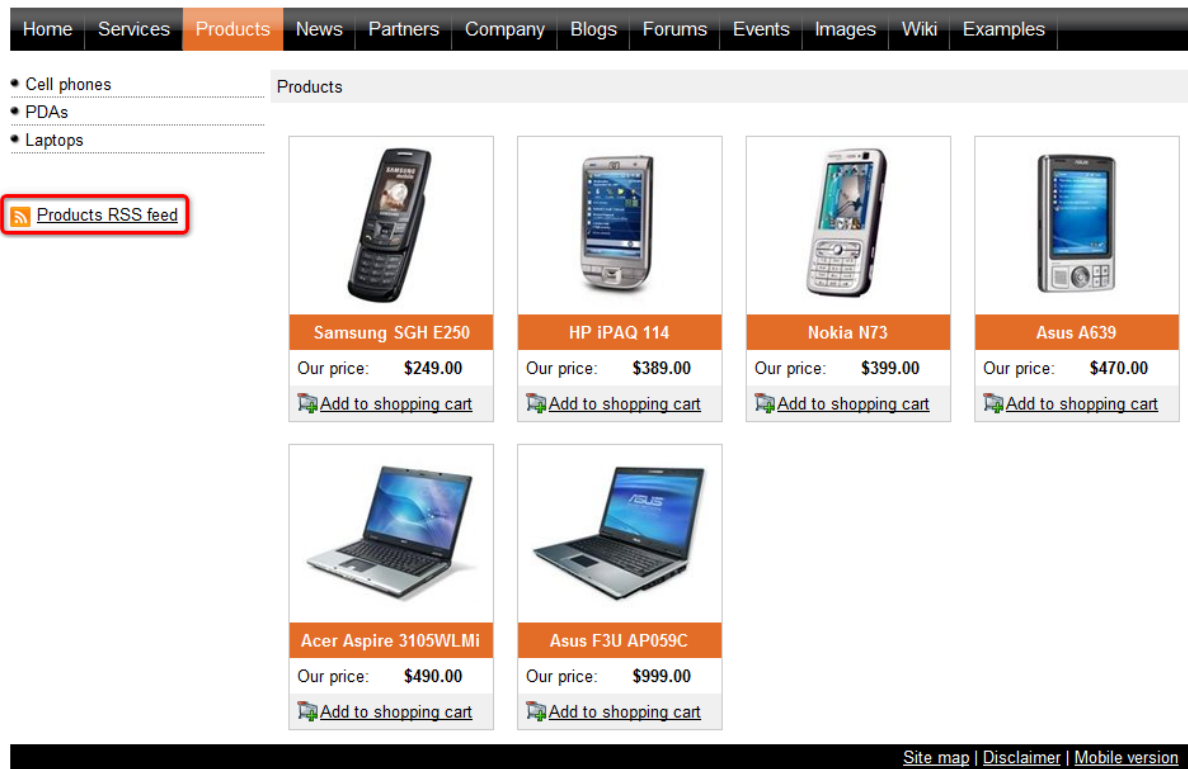 Home Services Products News Partners Company Blogs Forums Events Images Wiki Examples
Cell phones
PDAs
Laptops
Products RSS feed
Products
SAMSUNG
ASUS
Samsung SGH E250 HP iPAQ 114 Nokia N73 Asus A639
Our price: $249.00 Our price: $389.00 Our price: $399.00 Our price: $470.00
Add to shopping cart Add to shopping cart Add to shopping cart Add to shopping cart
ASUS
Acer Aspire 3105WLMi Asus F3U AP059C
Our price: $490.00 Our price: $999.00
Add to shopping cart Add to shopping cart
Site map | Disclaimer | Mobile version